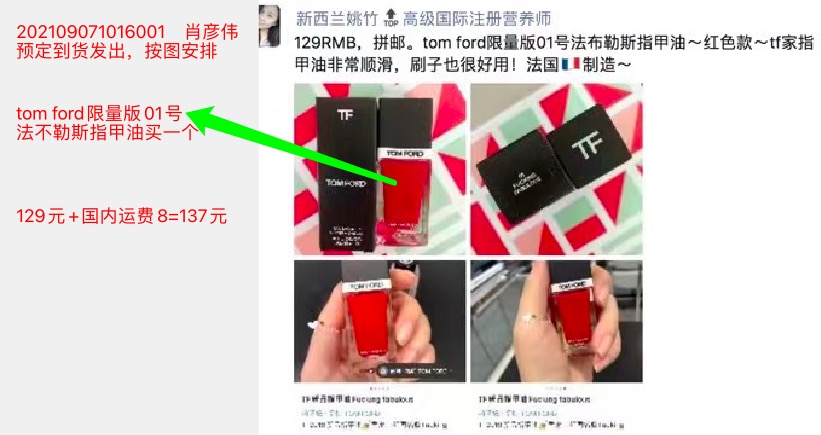 202109071016001 肖彦伟
预定到货发出，按图安排
tom ford限量版01号
法不勒斯指甲油买一个
129元+国内运费8=137元
新西兰姚竹🔝高级国际注册营养师
129RMB，拼邮。tom ford限量版01号法布勒斯指甲油～红色款～tf家指
甲油非常顺滑，刷子也很好用！法国🇫🇷制造～
TF
TOM FORD
TOM FORD
TF
FUCKING
FABULOUS
TOM FORD
TOM FORD
Fucking fabulous
Fucking fabulous